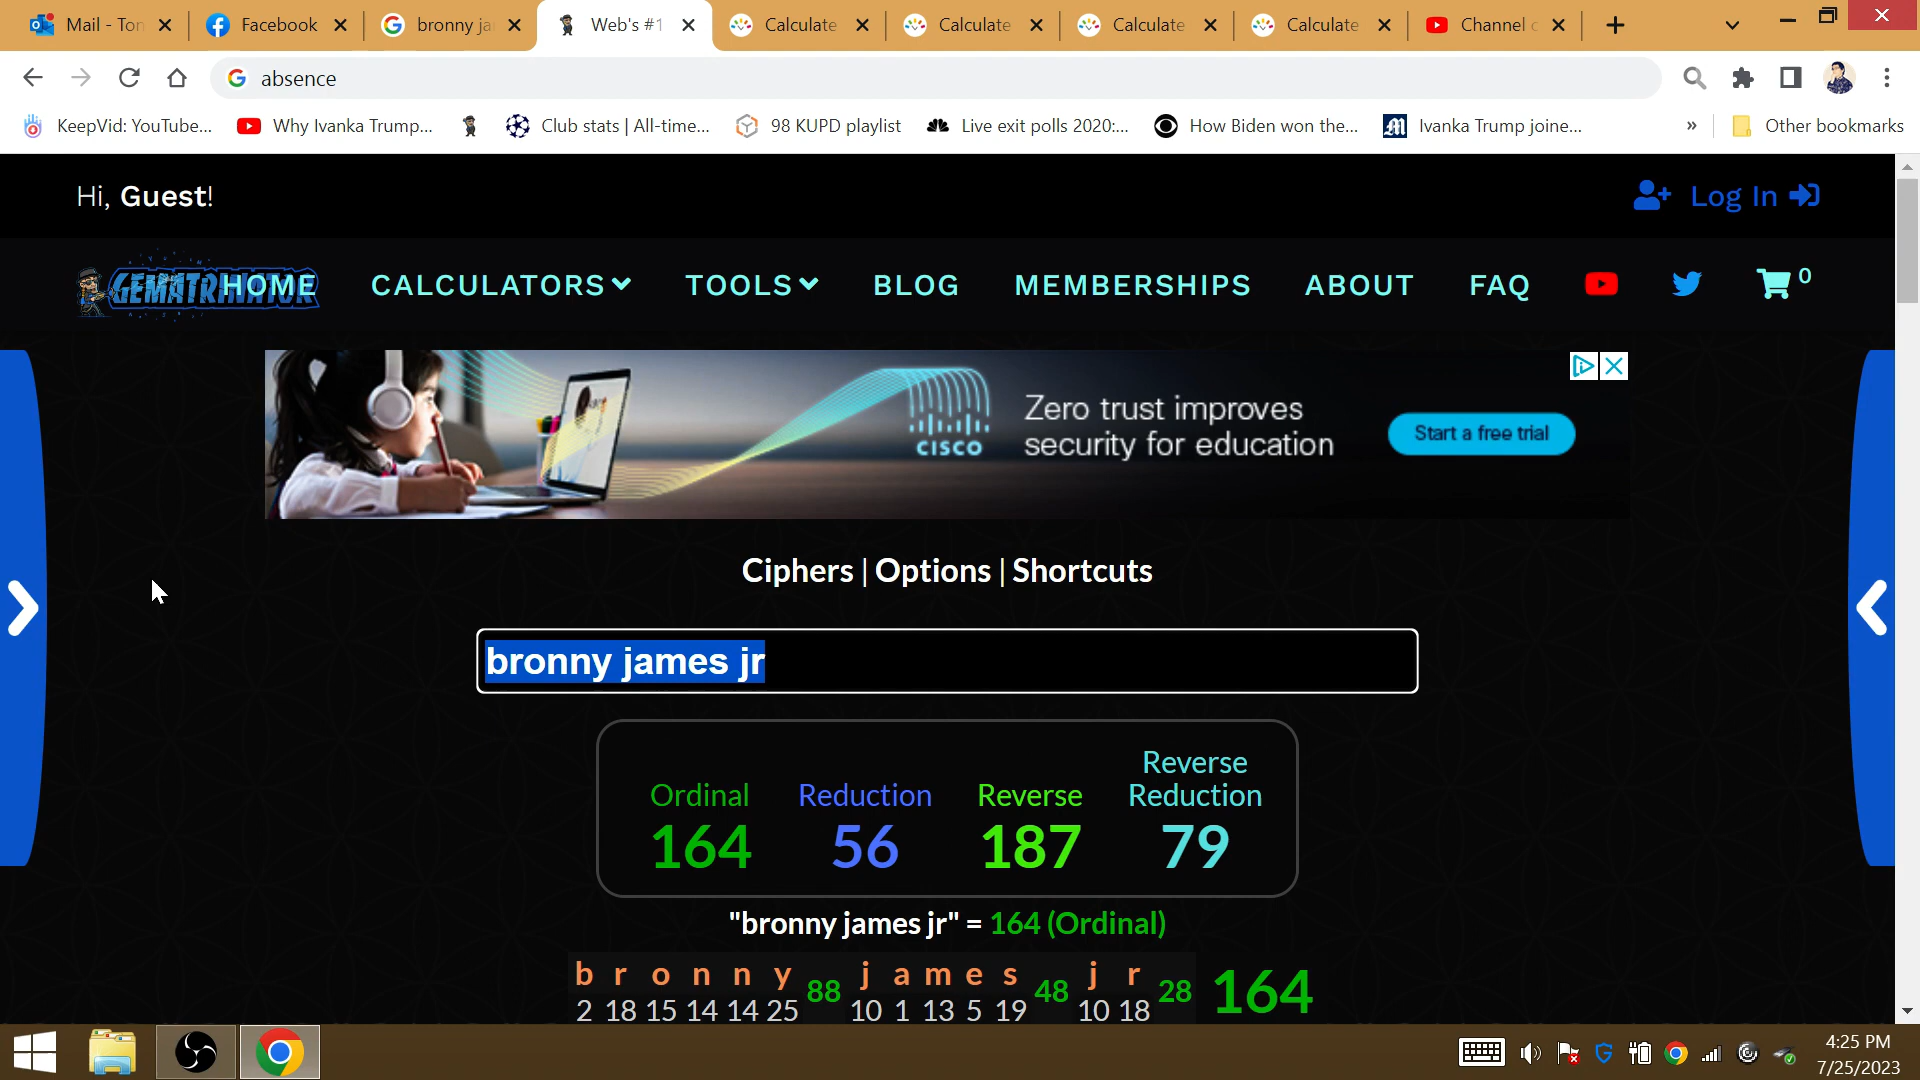 Mail - Ton
Facebook
bronny ja
Web's #1
Calculate
Calculate
Calculate
Calculate
Channel c
absence
KeepVid: YouTube...
Why Ivanka Trump...
Club stats | All-time...
98 KUPD playlist
Live exit polls 2020:...
How Biden won the...
Ivanka Trump joine...
»
Other bookmarks
Hi, Guest!
Log In
GEMATRINATOR
HOME
CALCULATORS
TOOLS
BLOG
MEMBERSHIPS
ABOUT
FAQ
0
CISCO
Zero trust improves
security for education
Start a free trial
Ciphers | Options | Shortcuts
bronny james jr
Ordinal
164
Reduction
56
Reverse
187
Reverse
Reduction
79
"bronny james jr" = 164 (Ordinal)
b r o n n y 88 j a m e s 48 j r 28 164
2 18 15 14 14 25 10 1 13 5 19 10 18
4:25 PM
7/25/2023